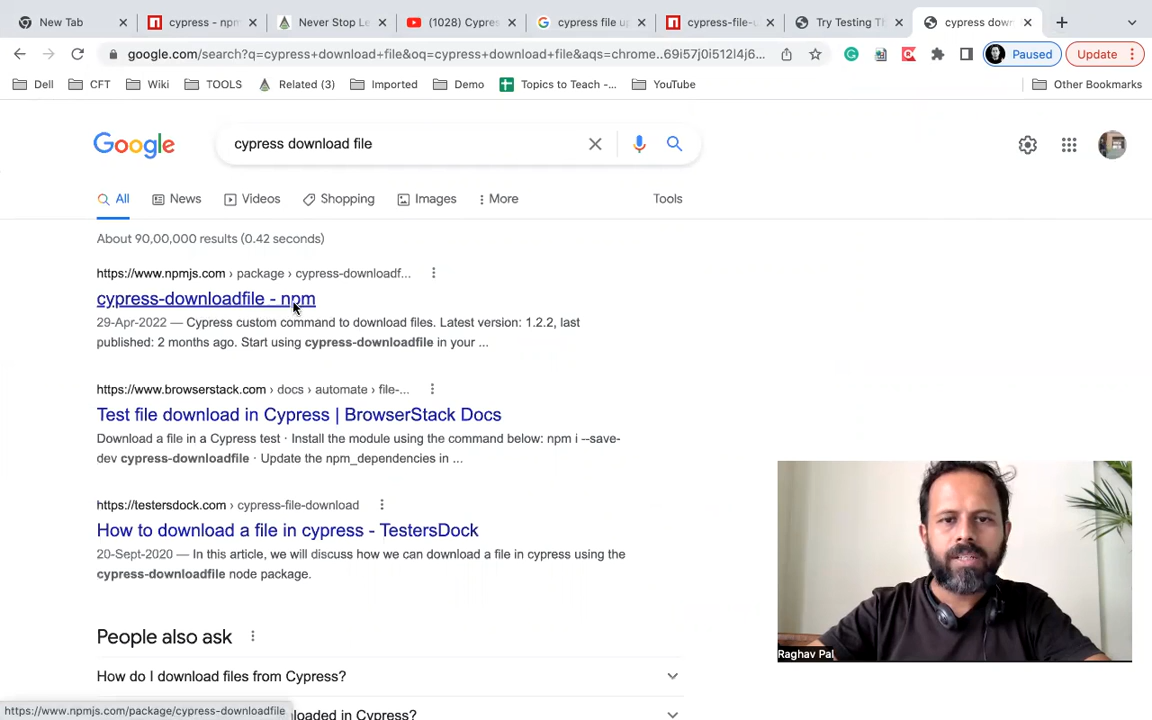 New Tab
cypress - npm
Never Stop Le
(1028) Cypres
cypress file u
cypress-file-u
Try Testing Th
cypress down
google.com/search?q=cypress+download+file&oq=cypress+download+file&aqs=chrome..69i57j0i512l4j6...
Paused
Update
Dell
CFT
Wiki
TOOLS
Related (3)
Imported
Demo
Topics to Teach -...
YouTube
Other Bookmarks
Google
cypress download file
All
News
Videos
Shopping
Images
More
Tools
About 90,00,000 results (0.42 seconds)
https://www.npmjs.com › package › cypress-downloadf...
cypress-downloadfile - npm
29-Apr-2022 — Cypress custom command to download files. Latest version: 1.2.2, last
published: 2 months ago. Start using cypress-downloadfile in your ...
https://www.browserstack.com › docs › automate › file-...
Test file download in Cypress | BrowserStack Docs
Download a file in a Cypress test · Install the module using the command below: npm i --save-
dev cypress-downloadfile · Update the npm_dependencies in ...
https://testersdock.com › cypress-file-download
How to download a file in cypress - TestersDock
20-Sept-2020 — In this article, we will discuss how we can download a file in cypress using the
cypress-downloadfile node package.
People also ask
How do I download files from Cypress?
loaded in Cypress?
https://www.npmjs.com/package/cypress-downloadfile
Raghav Pal